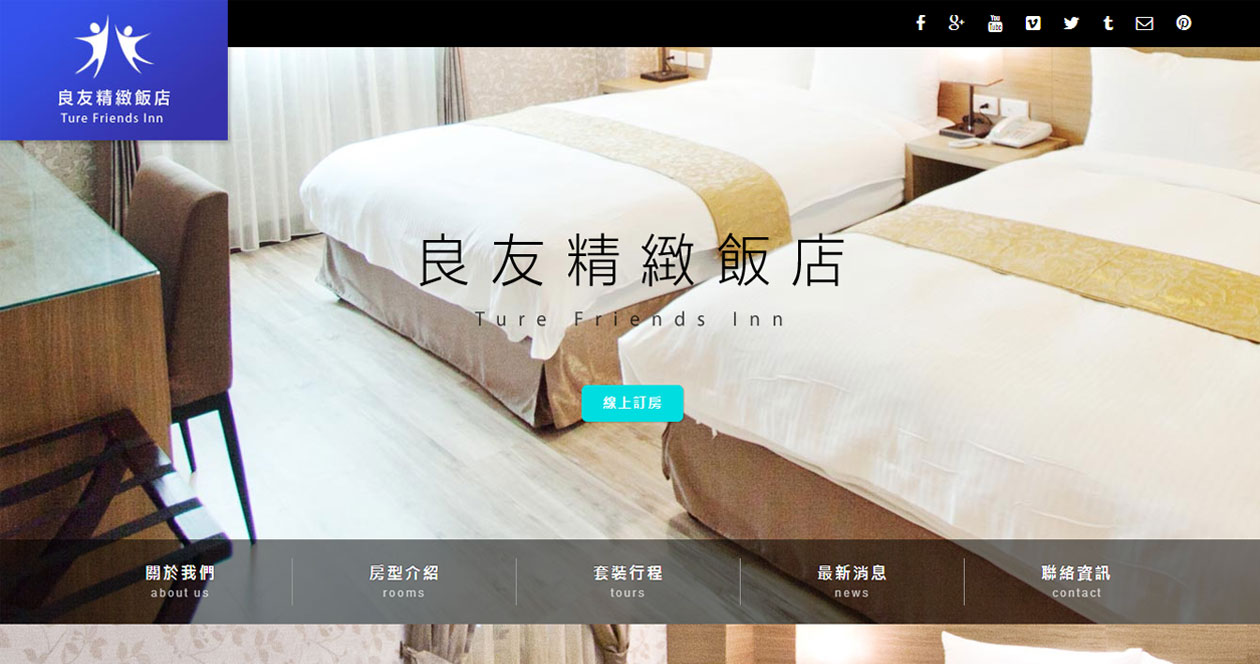 良友精緻飯店
Ture Friends Inn
良友精緻飯店
Ture Friends Inn
線上訂房
關於我們
about us
房型介紹
rooms
套裝行程
tours
最新消息
news
聯絡資訊
contact